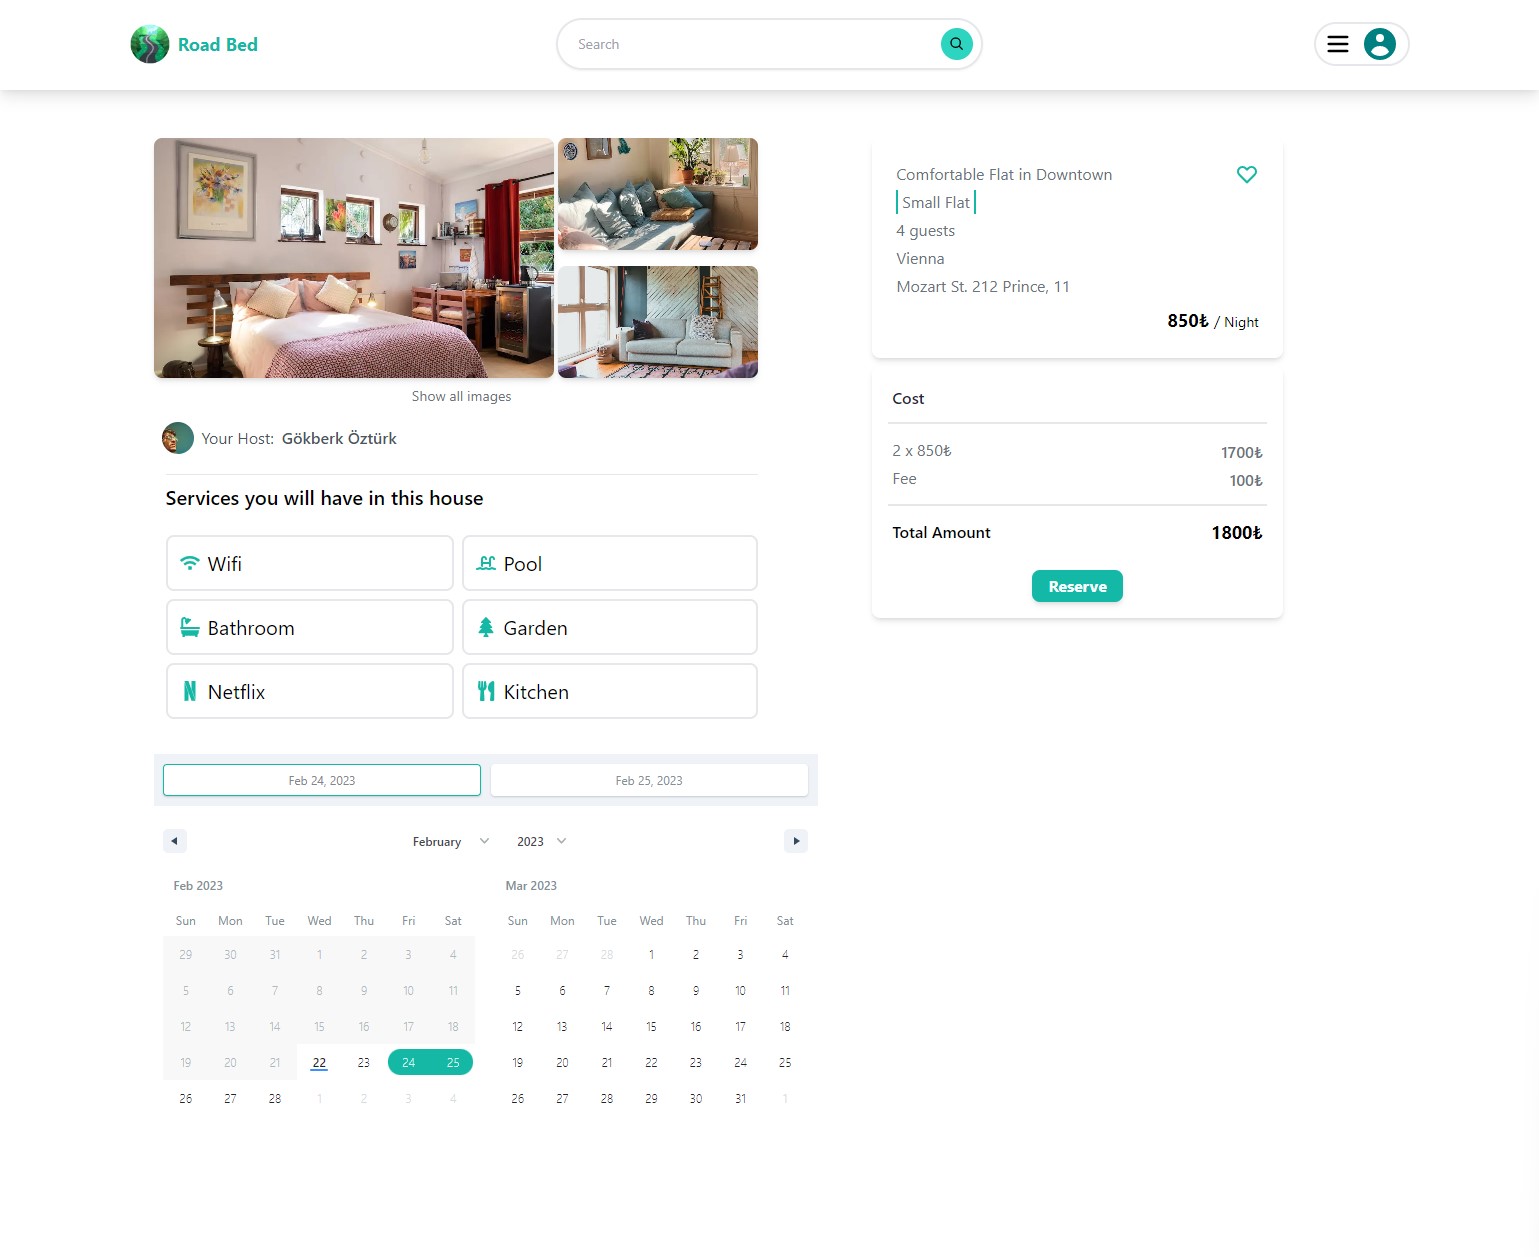 Road Bed
Search
Show all images
Your Host: Gökberk Öztürk
Services you will have in this house
Wifi
Pool
Bathroom
Garden
Netflix
Kitchen
Feb 24, 2023
Feb 25, 2023
February 2023
Feb 2023
Sun Mon Tue Wed Thu Fri Sat
29 30 31 1 2 3 4
5 6 7 8 9 10 11
12 13 14 15 16 17 18
19 20 21 22 23 24 25
26 27 28 1 2 3 4
Mar 2023
Sun Mon Tue Wed Thu Fri Sat
26 27 28 1 2 3 4
5 6 7 8 9 10 11
12 13 14 15 16 17 18
19 20 21 22 23 24 25
26 27 28 29 30 31 1
Comfortable Flat in Downtown
Small Flat
4 guests
Vienna
Mozart St. 212 Prince, 11
850₺ / Night
Cost
2 x 850₺ 1700₺
Fee 100₺
Total Amount 1800₺
Reserve